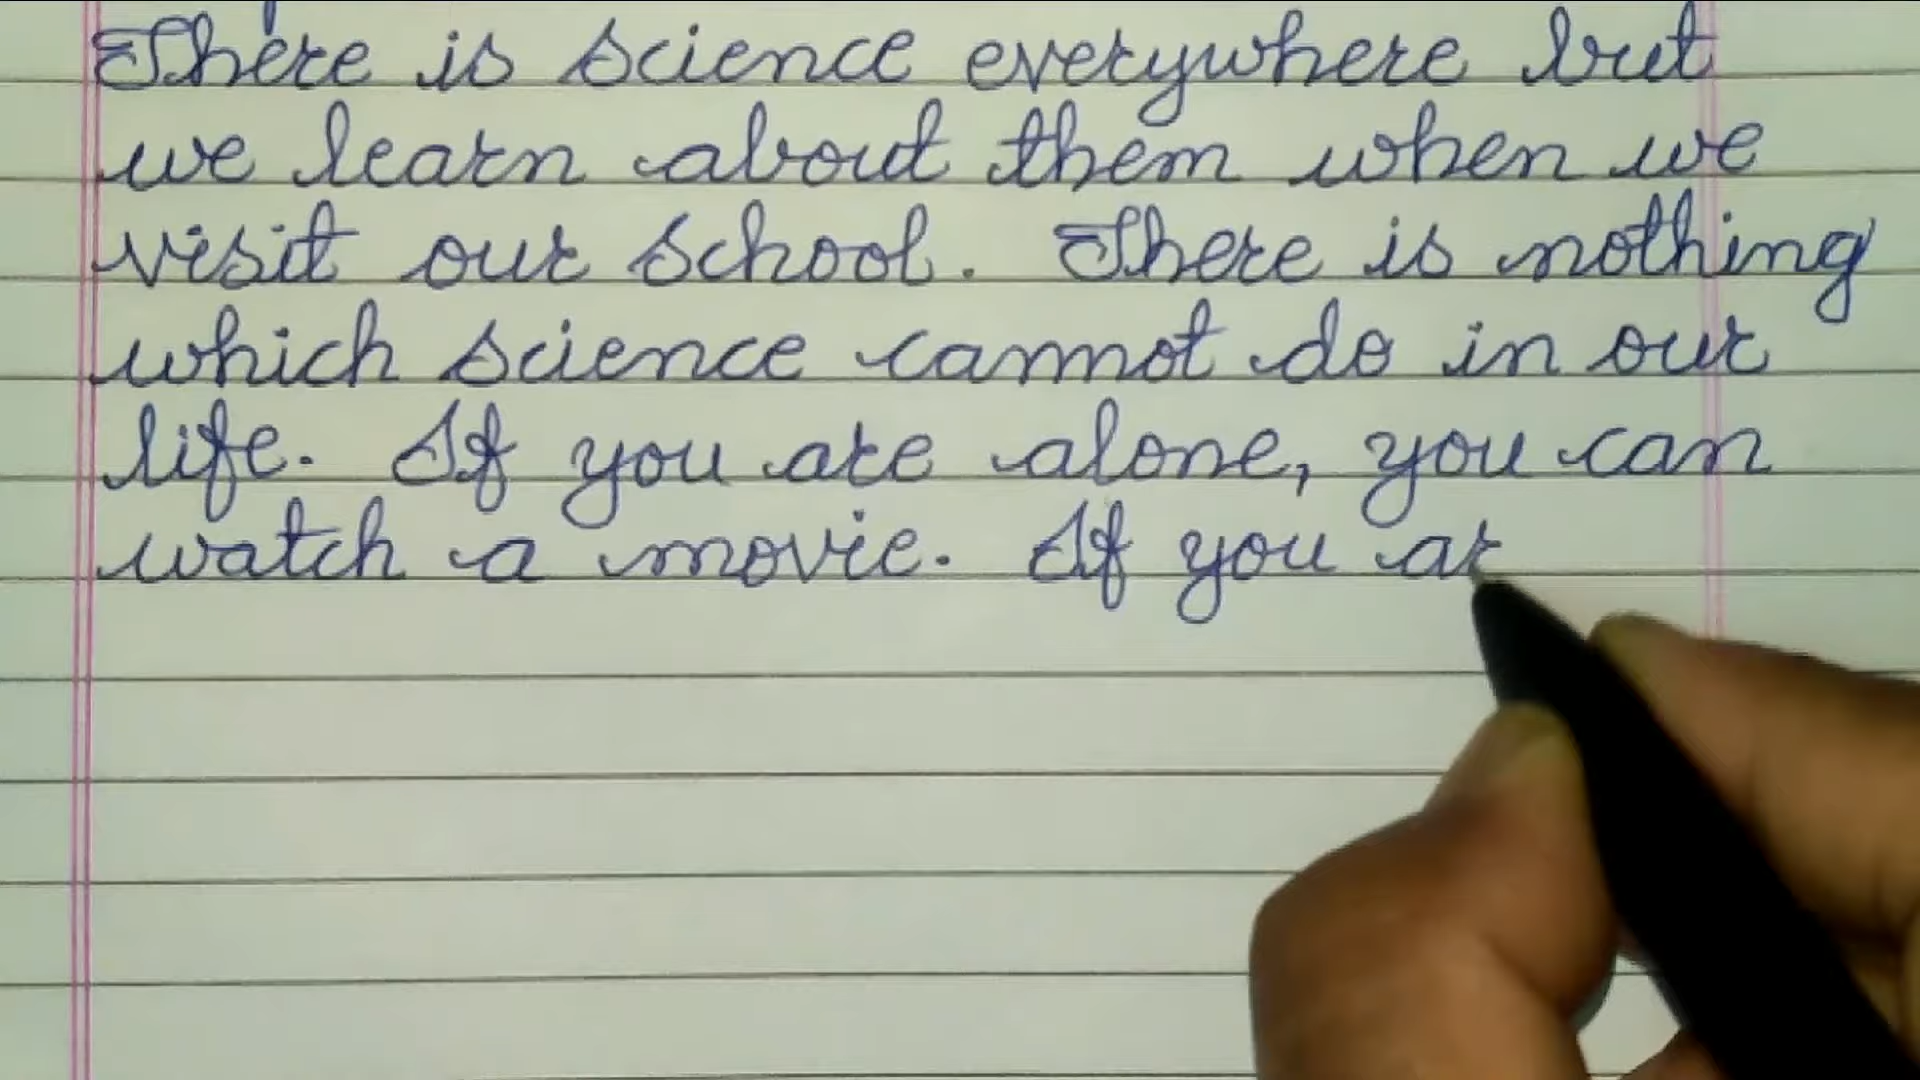 There is science everywhere but
we learn about them when we
visit our school. There is nothing
which science cannot do in our
life. If you are alone, you can
watch a movie. If you ar